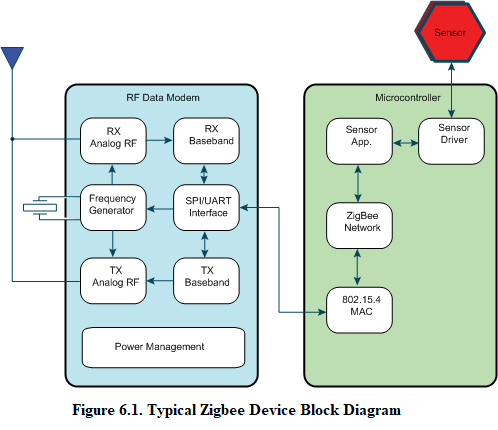 Sensor
RF Data Modem
Microcontroller
RX
Analog RF
RX
Baseband
Sensor
App.
Sensor
Driver
Frequency
Generator
SPI/UART
Interface
ZigBee
Network
TX
Analog RF
TX
Baseband
802.15.4
MAC
Power Management
Figure 6.1. Typical Zigbee Device Block Diagram